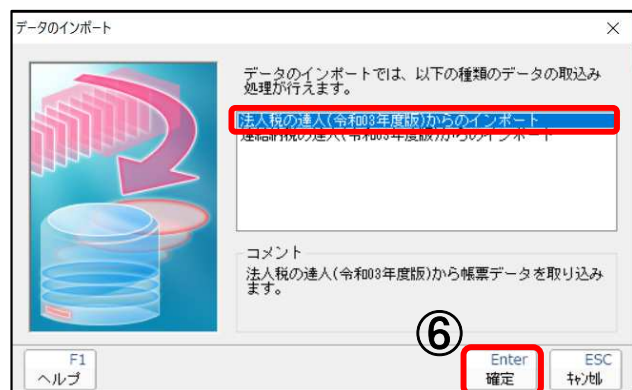 データのインポート
データのインポートでは、以下の種類のデータの取込み
処理が行えます。
法人税の達人(令和03年度版)からのインポート
連結納税の達人(令和03年度版)からのインポート
コメント
法人税の達人(令和03年度版)から帳票データを取り込み
ます。
⑥
F1
ヘルプ
Enter
確定
ESC
ｷｬﾝｾﾙ